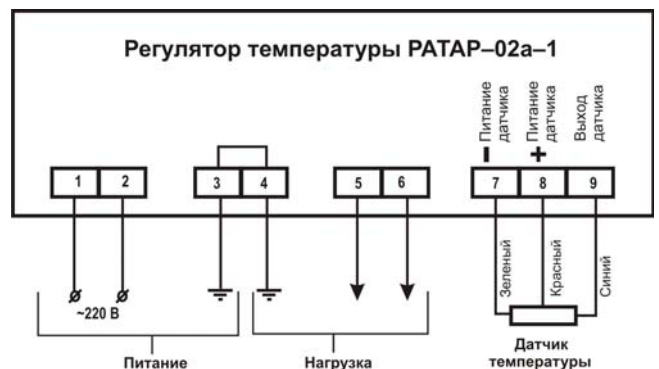 Регулятор температуры РАТАР–02а–1
Питание
датчика
Питание
датчика
Выход
датчика
– +
1 2 3 4 5 6 7 8 9
Зеленый
Красный
Синий
~220 В
Питание
Нагрузка
Датчик
температуры